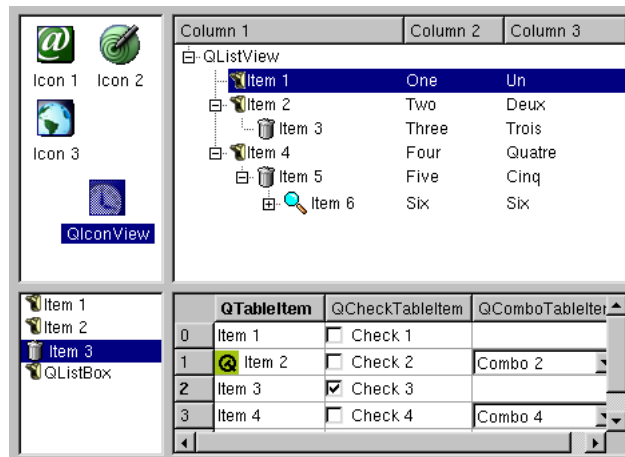 Icon 1 Icon 2
Icon 3
QIconView
Column 1 Column 2 Column 3
QListView
Item 1 One Un
Item 2 Two Deux
Item 3 Three Trois
Item 4 Four Quatre
Item 5 Five Cinq
Item 6 Six Six
Item 1
Item 2
Item 3
QListBox
QTableItem QCheckTableItem QComboTableIte
0 Item 1 Check 1
1 Item 2 Check 2 Combo 2
2 Item 3 Check 3
3 Item 4 Check 4 Combo 4